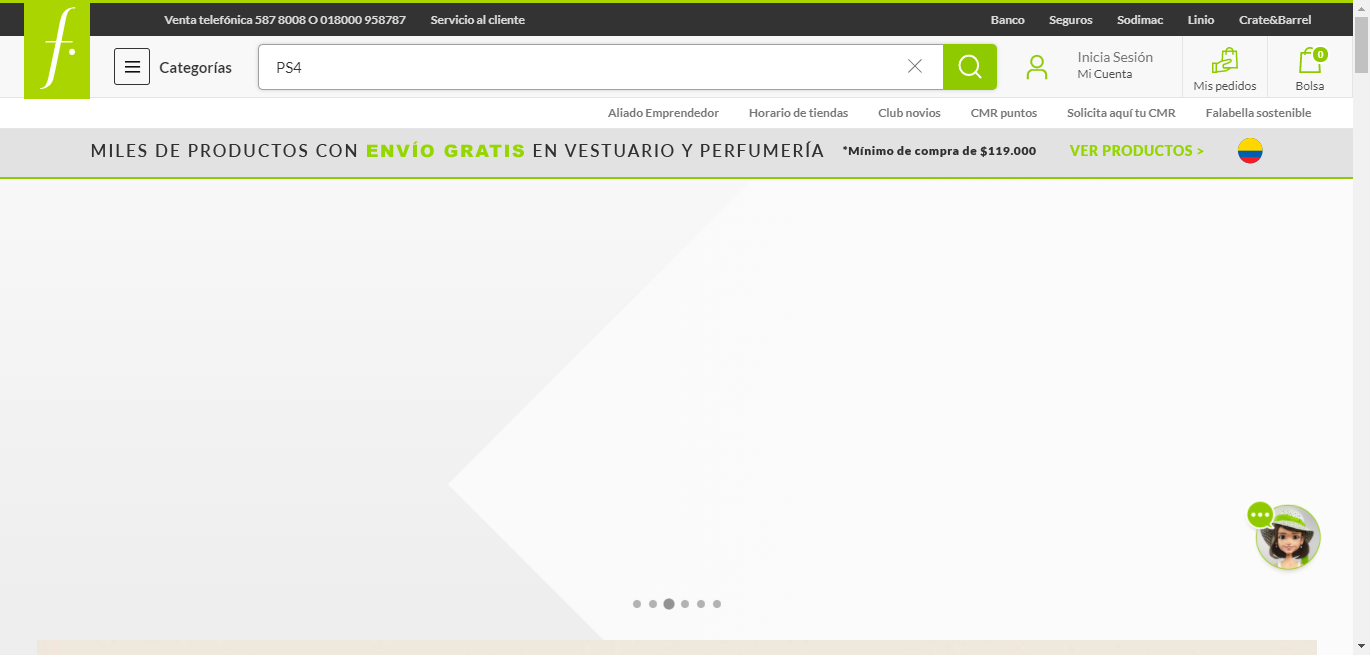 Venta telefónica 587 8008 O 018000 958787 Servicio al cliente Banco Seguros Sodimac Linio Crate&Barrel
f.
Categorías PS4 Inicia Sesión
Mi Cuenta
0
Mis pedidos Bolsa
Aliado Emprendedor Horario de tiendas Club novios CMR puntos Solicita aquí tu CMR Falabella sostenible
MILES DE PRODUCTOS CON ENVÍO GRATIS EN VESTUARIO Y PERFUMERÍA *Mínimo de compra de $119.000 VER PRODUCTOS >